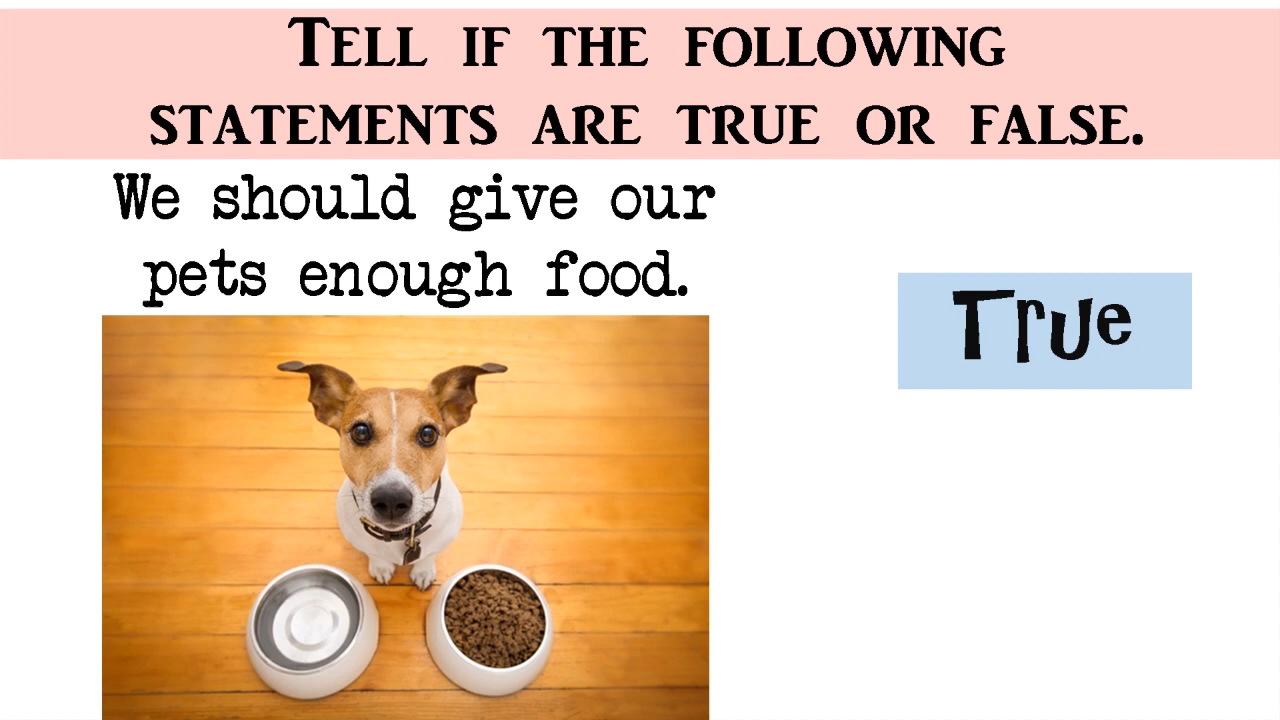 Tell if the following
statements are true or false.
We should give our
pets enough food.
True